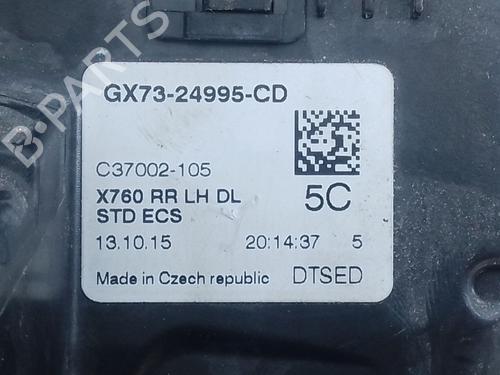 GX73-24995-CD
C37002-105
X760 RR LH DL
STD ECS
5C
13.10.15 20:14:37 5
Made in Czech republic DTSED
B-PARTS